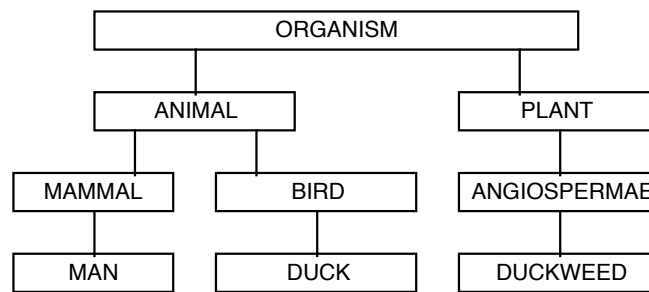 ORGANISM
ANIMAL
PLANT
MAMMAL
BIRD
ANGIOSPERMAE
MAN
DUCK
DUCKWEED